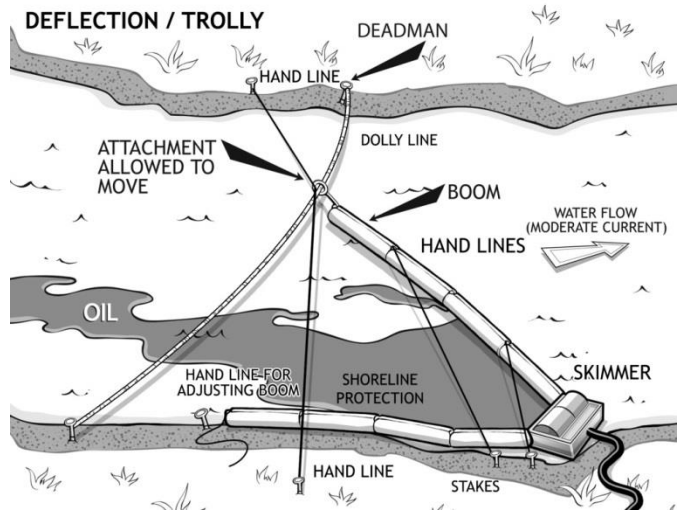 DEFLECTION / TROLLY
DEADMAN
HAND LINE
DOLLY LINE
ATTACHMENT
ALLOWED TO
MOVE
BOOM
WATER FLOW
(MODERATE CURRENT)
HAND LINES
OIL
HAND LINE FOR
ADJUSTING BOOM
SHORELINE
PROTECTION
SKIMMER
HAND LINE
STAKES